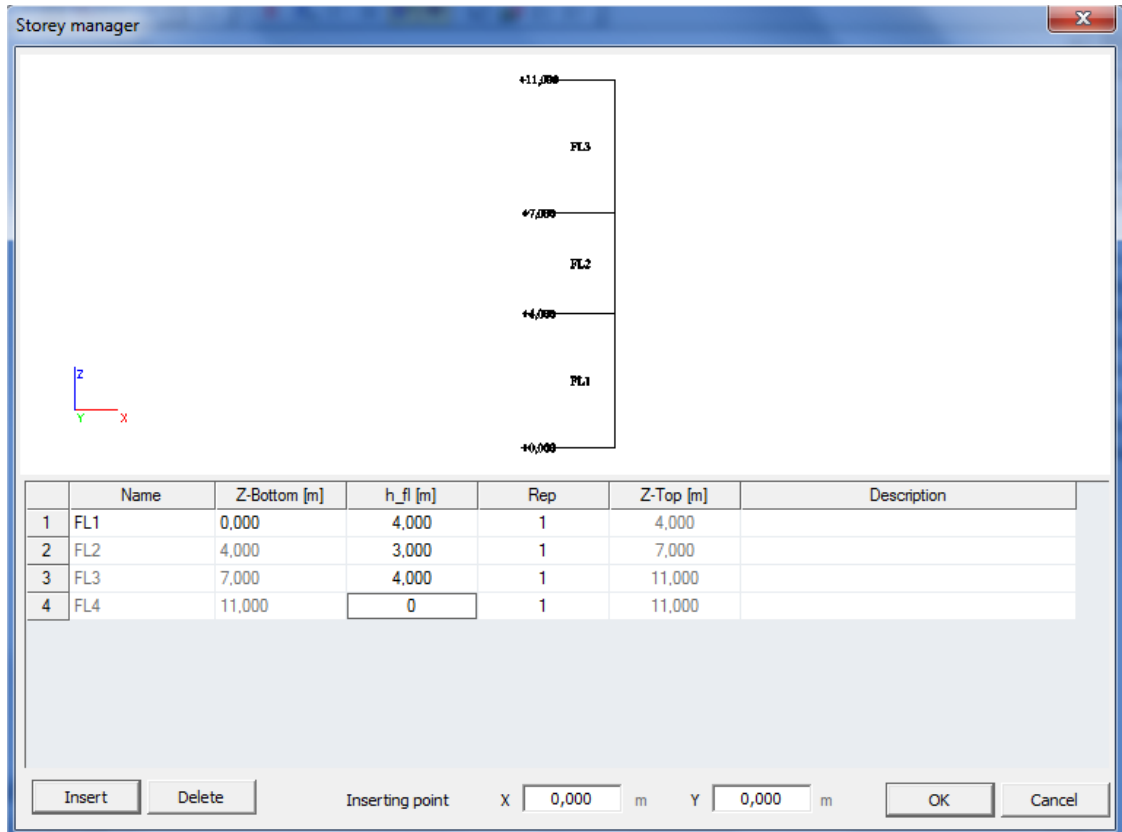 Storey manager
x
+11,000
FL3
+7,000
FL2
+4,000
FL1
+0,000
Z
Y X
Name Z-Bottom [m] h_fl [m] Rep Z-Top [m] Description
1 FL1 0,000 4,000 1 4,000
2 FL2 4,000 3,000 1 7,000
3 FL3 7,000 4,000 1 11,000
4 FL4 11,000 0 1 11,000
Insert Delete Inserting point X 0,000 m Y 0,000 m OK Cancel